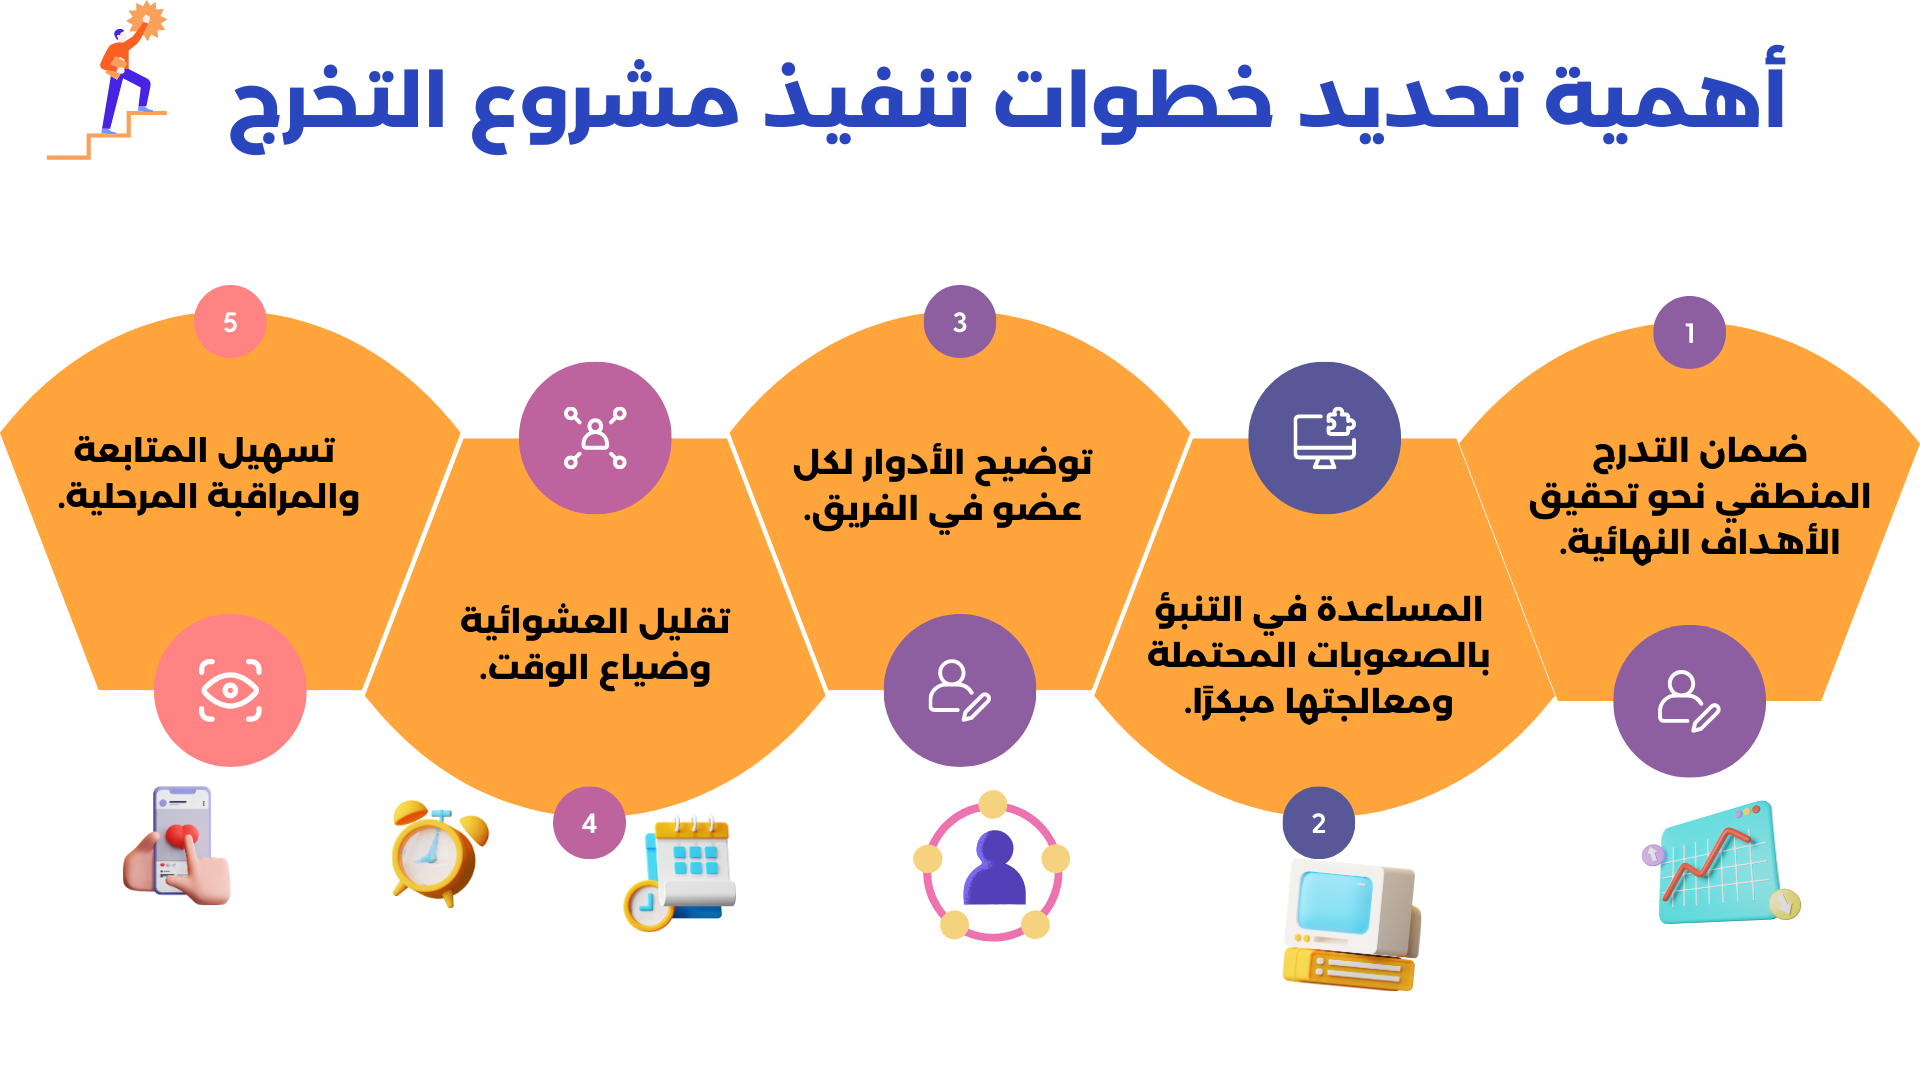 أهمية تحديد خطوات تنفيذ مشروع التخرج
1
ضمان التدرج
المنطقي نحو تحقيق
الأهداف النهائية.
2
المساعدة في التنبؤ
بالصعوبات المحتملة
ومعالجتها مبكرًا.
3
توضيح الأدوار لكل
عضو في الفريق.
4
تقليل العشوائية
وضياع الوقت.
5
تسهيل المتابعة
والمراقبة المرحلية.